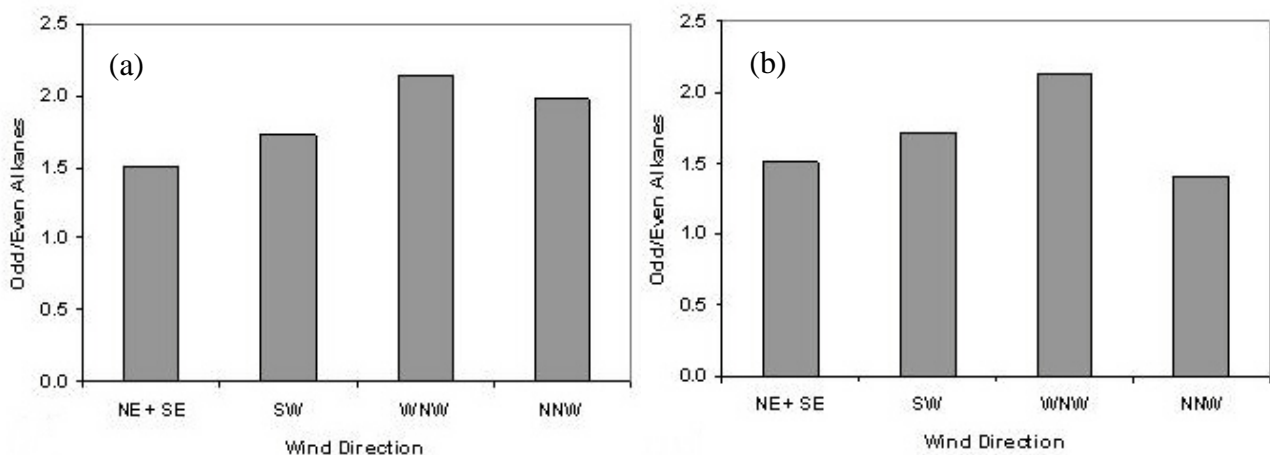 (a)
Odd/Even Alkanes
2.5
2.0
1.5
1.0
0.5
0.0
NE + SE SW WNW NNW
Wind Direction
(b)
Odd/Even Alkanes
2.5
2.0
1.5
1.0
0.5
0.0
NE+ SE SW WNW NNW
Wind Direction